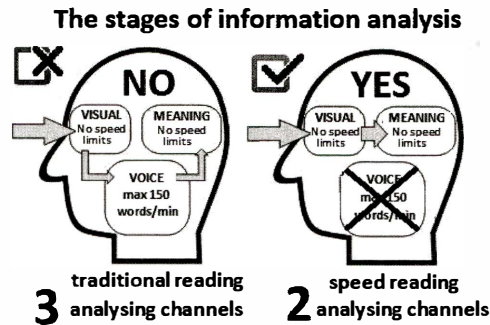 The stages of information analysis
NO
VISUAL
No speed
limits
MEANING
No speed
limits
VOICE
max 150
words/min
3
traditional reading
analysing channels
YES
VISUAL
No speed
limits
MEANING
No speed
limits
VOICE
max 150
words/min
2
speed reading
analysing channels